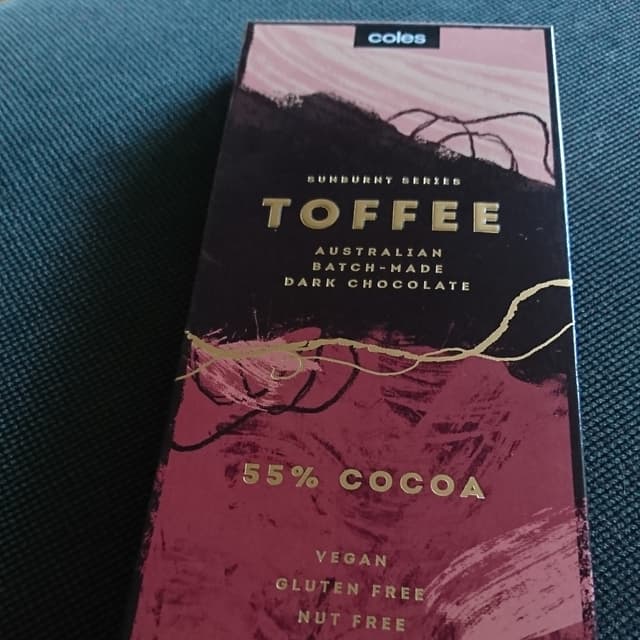 coles
SUNBURNT SERIES
TOFFEE
AUSTRALIAN
BATCH-MADE
DARK CHOCOLATE
55% COCOA
VEGAN
GLUTEN FREE
NUT FREE